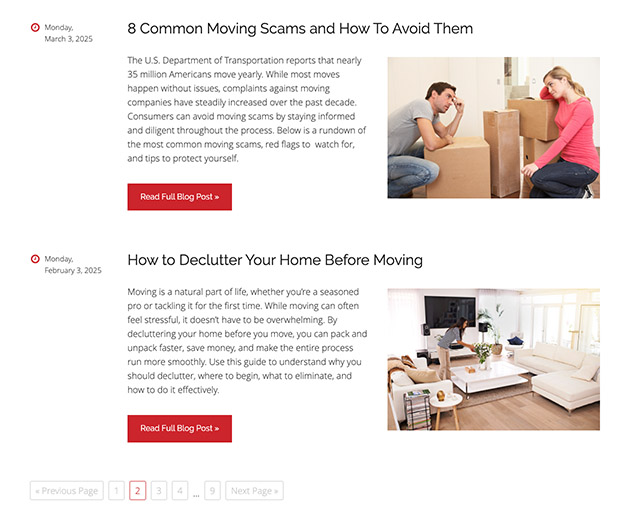 Monday,
March 3, 2025
8 Common Moving Scams and How To Avoid Them
The U.S. Department of Transportation reports that nearly
35 million Americans move yearly. While most moves
happen without issues, complaints against moving
companies have steadily increased over the past decade.
Consumers can avoid moving scams by staying informed
and diligent throughout the process. Below is a rundown of
the most common moving scams, red flags to  watch for,
and tips to protect yourself.
Read Full Blog Post »
Monday,
February 3, 2025
How to Declutter Your Home Before Moving
Moving is a natural part of life, whether you're a seasoned
pro or tackling it for the first time. While moving can often
feel stressful, it doesn't have to be overwhelming. By
decluttering your home before you move, you can pack and
unpack faster, save money, and make the entire process
run more smoothly. Use this guide to understand why you
should declutter, where to begin, what to eliminate, and
how to do it effectively.
Read Full Blog Post »
« Previous Page 1 2 3 4 ... 9 Next Page »